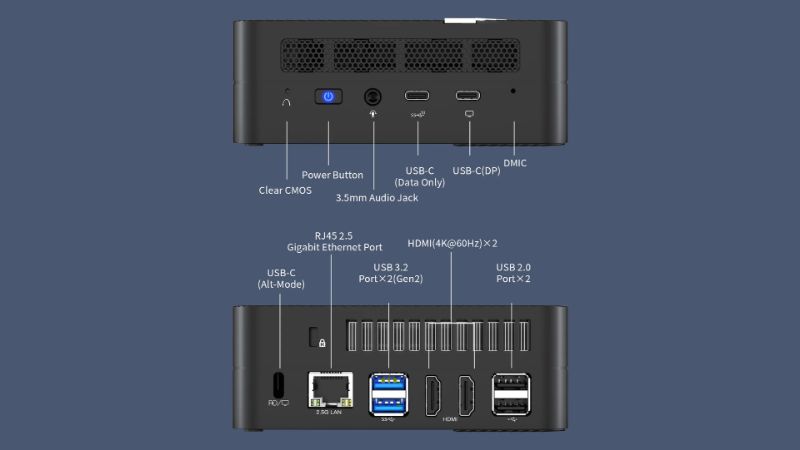 Clear CMOS
Power Button
3.5mm Audio Jack
USB-C
(Data Only)
USB-C(DP)
DMIC
RJ45 2.5
Gigabit Ethernet Port
HDMI(4K@60Hz)×2
USB-C
(Alt-Mode)
USB 3.2
Port×2(Gen2)
USB 2.0
Port×2
2.5G LAN
HDMI